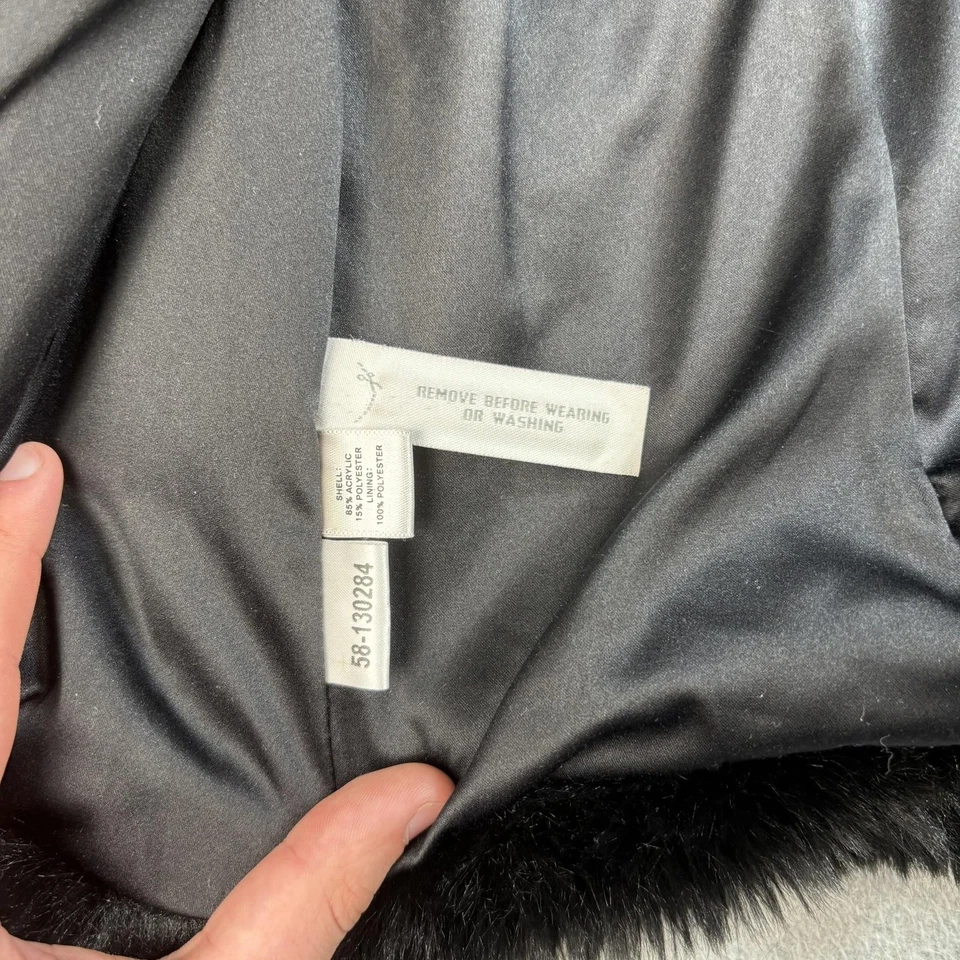 REMOVE BEFORE WEARING
OR WASHING
SHELL:
85% ACRYLIC
15% POLYESTER
LINING:
100% POLYESTER
58-130284